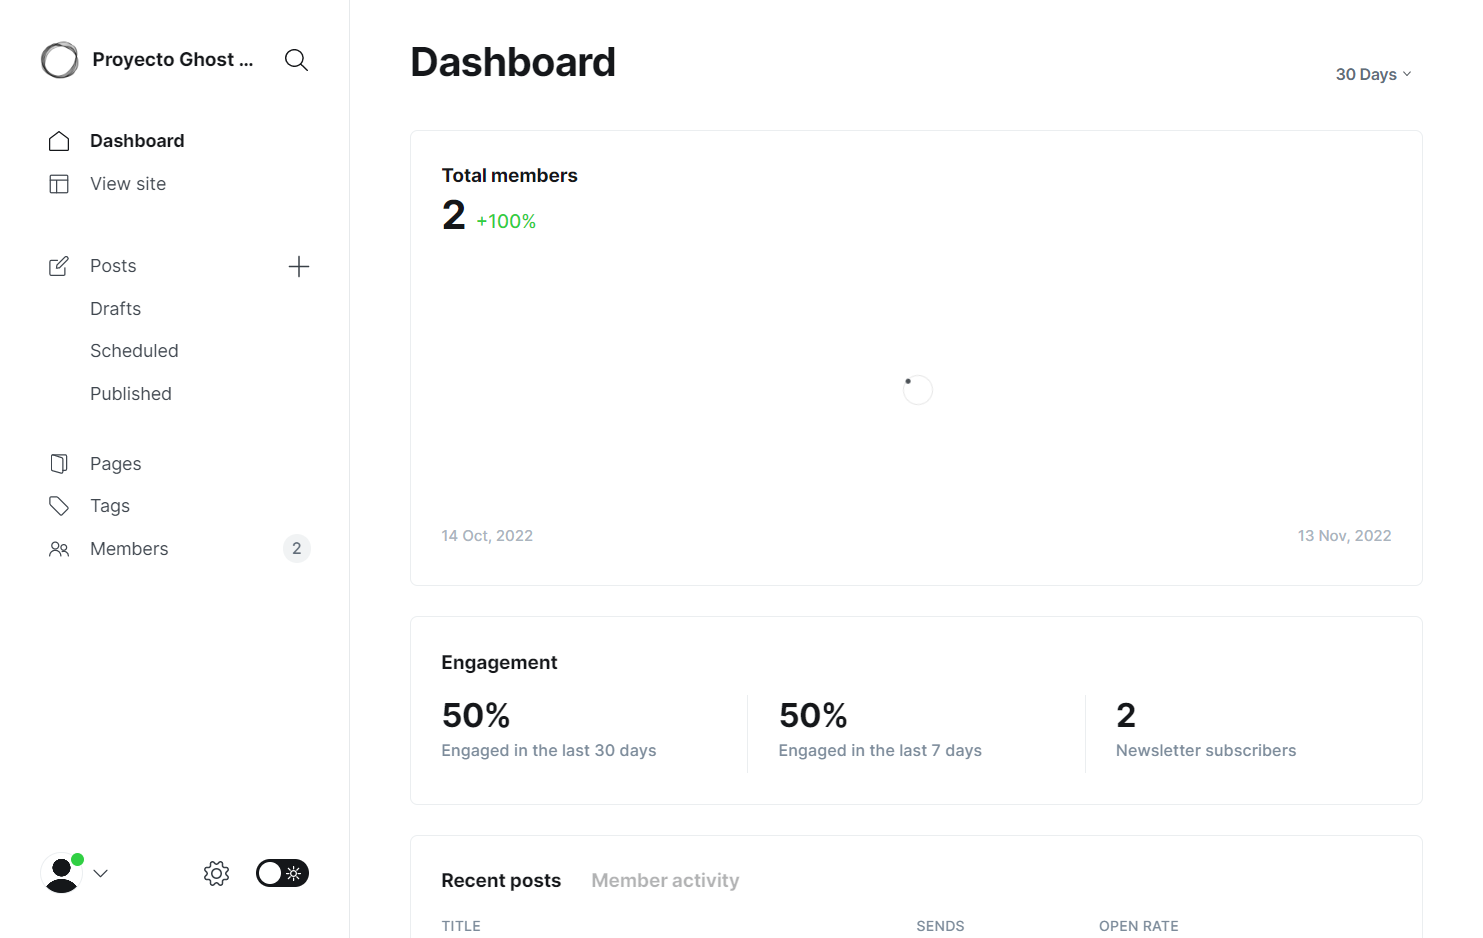 Proyecto Ghost ...
Dashboard
View site
Posts
Drafts
Scheduled
Published
Pages
Tags
Members
2
Dashboard
30 Days
Total members
2 +100%
14 Oct, 2022
13 Nov, 2022
Engagement
50%
Engaged in the last 30 days
50%
Engaged in the last 7 days
2
Newsletter subscribers
Recent posts
Member activity
TITLE
SENDS
OPEN RATE